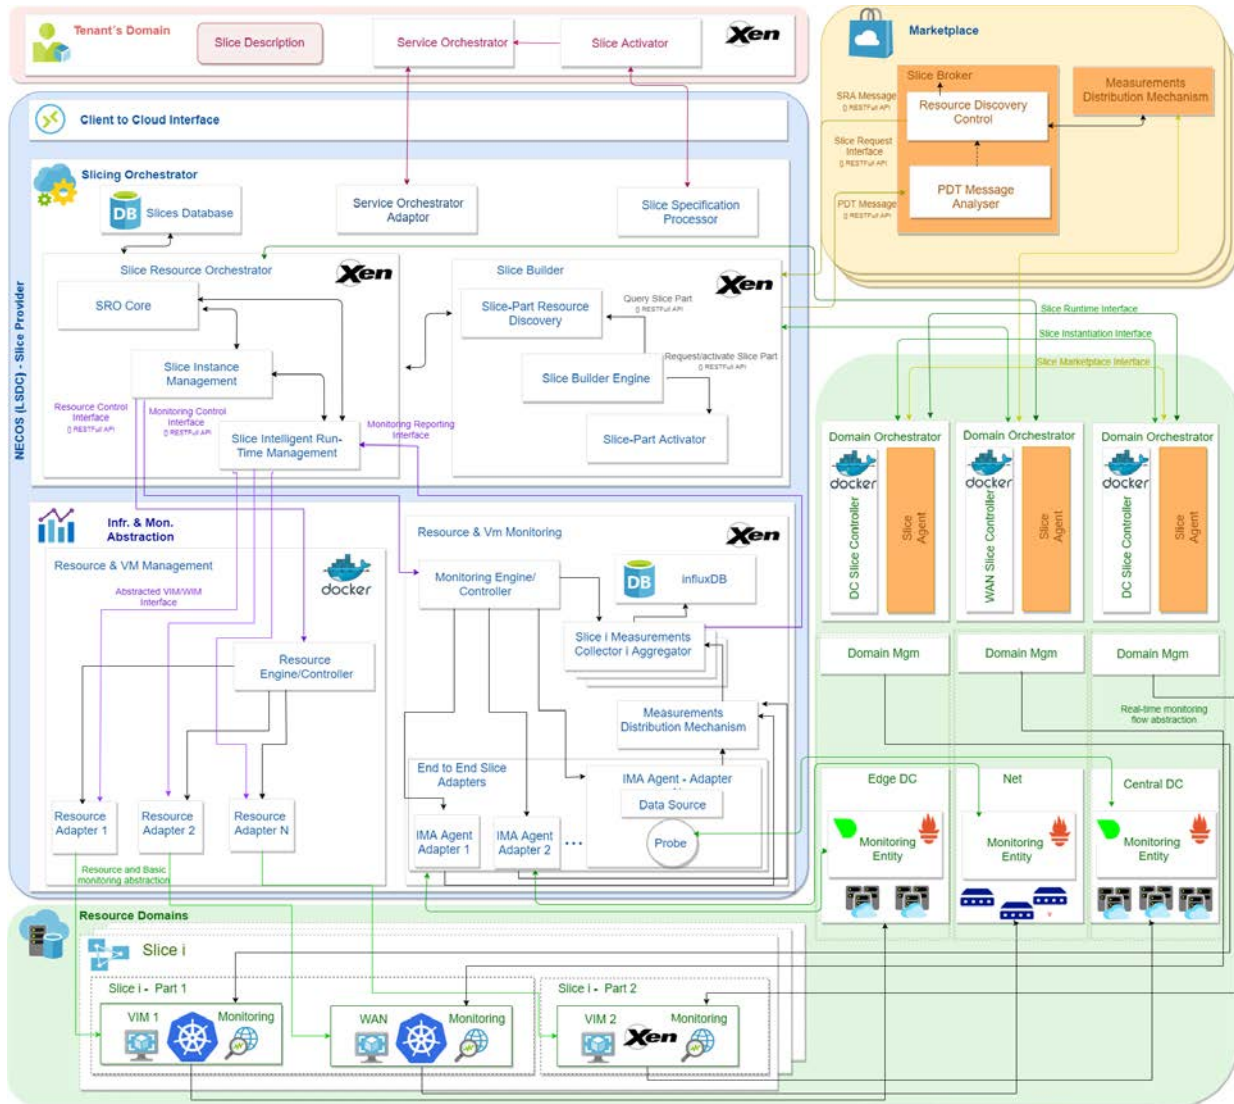 Tenant's Domain
Slice Description
Service Orchestrator
Slice Activator
Xen
Marketplace
Slice Broker
Resource Discovery
Control
Measurements
Distribution Mechanism
SRA Message
{} RESTFull API
Slice Request
Interface
{} RESTFull API
PDT Message
{} RESTFull API
PDT Message
Analyser
NECOS (LSDC) - Slice Provider
Client to Cloud Interface
Slicing Orchestrator
DB
Slices Database
Service Orchestrator
Adaptor
Slice Specification
Processor
Slice Resource Orchestrator
Xen
SRO Core
Slice Instance
Management
Slice Intelligent Run-
Time Management
Resource Control
Interface
{} RESTFull API
Monitoring Control
Interface
{} RESTFull API
Monitoring Reporting
Interface
Slice Builder
Xen
Slice-Part Resource
Discovery
Query Slice Part
{} RESTFull API
Request/activate Slice Part
{} RESTFull API
Slice Builder Engine
Slice-Part Activator
Slice Runtime Interface
Slice Instantiation Interface
Slice Marketplace Interface
Domain Orchestrator
docker
DC Slice Controller
Slice
Agent
Domain Orchestrator
docker
WAN Slice Controller
Slice
Agent
Domain Orchestrator
docker
DC Slice Controller
Slice
Agent
Infr. & Mon.
Abstraction
Resource & VM Management
docker
Abstracted VIM/WIM
Interface
Resource
Engine/Controller
Resource
Adapter 1
Resource
Adapter 2
Resource
Adapter N
Resource and Basic
monitoring abstraction
Resource & Vm Monitoring
Xen
Monitoring Engine/
Controller
DB
influxDB
Slice i Measurements
Collector i Aggregator
Measurements
Distribution Mechanism
End to End Slice
Adapters
IMA Agent
Adapter 1
IMA Agent
Adapter 2
...
IMA Agent - Adapter
Data Source
Probe
Domain Mgm
Domain Mgm
Domain Mgm
Real-time monitoring
flow abstraction
Edge DC
Monitoring
Entity
Net
Monitoring
Entity
Central DC
Monitoring
Entity
Resource Domains
Slice i
Slice i - Part 1
VIM 1
Monitoring
WAN
Monitoring
Slice i - Part 2
VIM 2
Xen
Monitoring